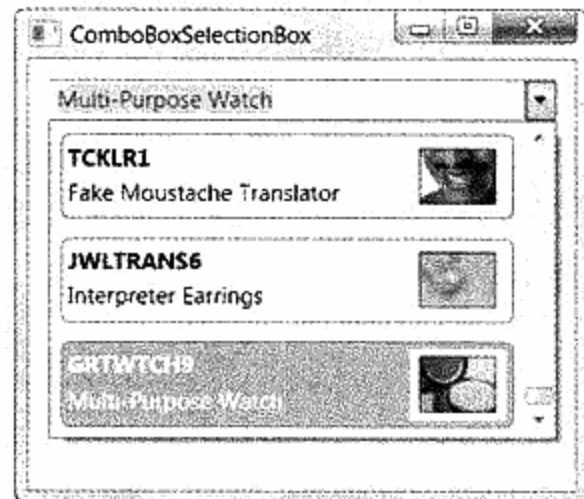 ComboBoxSelectionBox
Multi-Purpose Watch
TCKLR1
Fake Moustache Translator
JWLTRANS6
Interpreter Earrings
GRTWTCH9
Multi-Purpose Watch